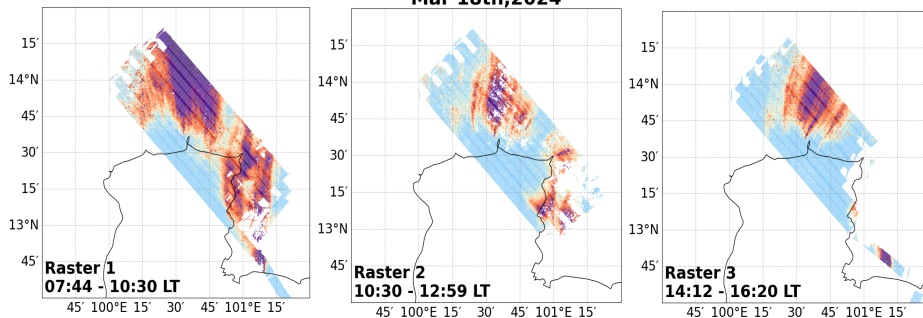 Mar 18th,2024
15′
14°N
45′
30′
15′
13°N
45′
Raster 1
07:44 - 10:30 LT
45′ 100°E 15′ 30′ 45′ 101°E 15′
15′
14°N
45′
30′
15′
13°N
45′
Raster 2
10:30 - 12:59 LT
45′ 100°E 15′ 30′ 45′ 101°E 15′
15′
14°N
45′
30′
15′
13°N
45′
Raster 3
14:12 - 16:20 LT
45′ 100°E 15′ 30′ 45′ 101°E 15′